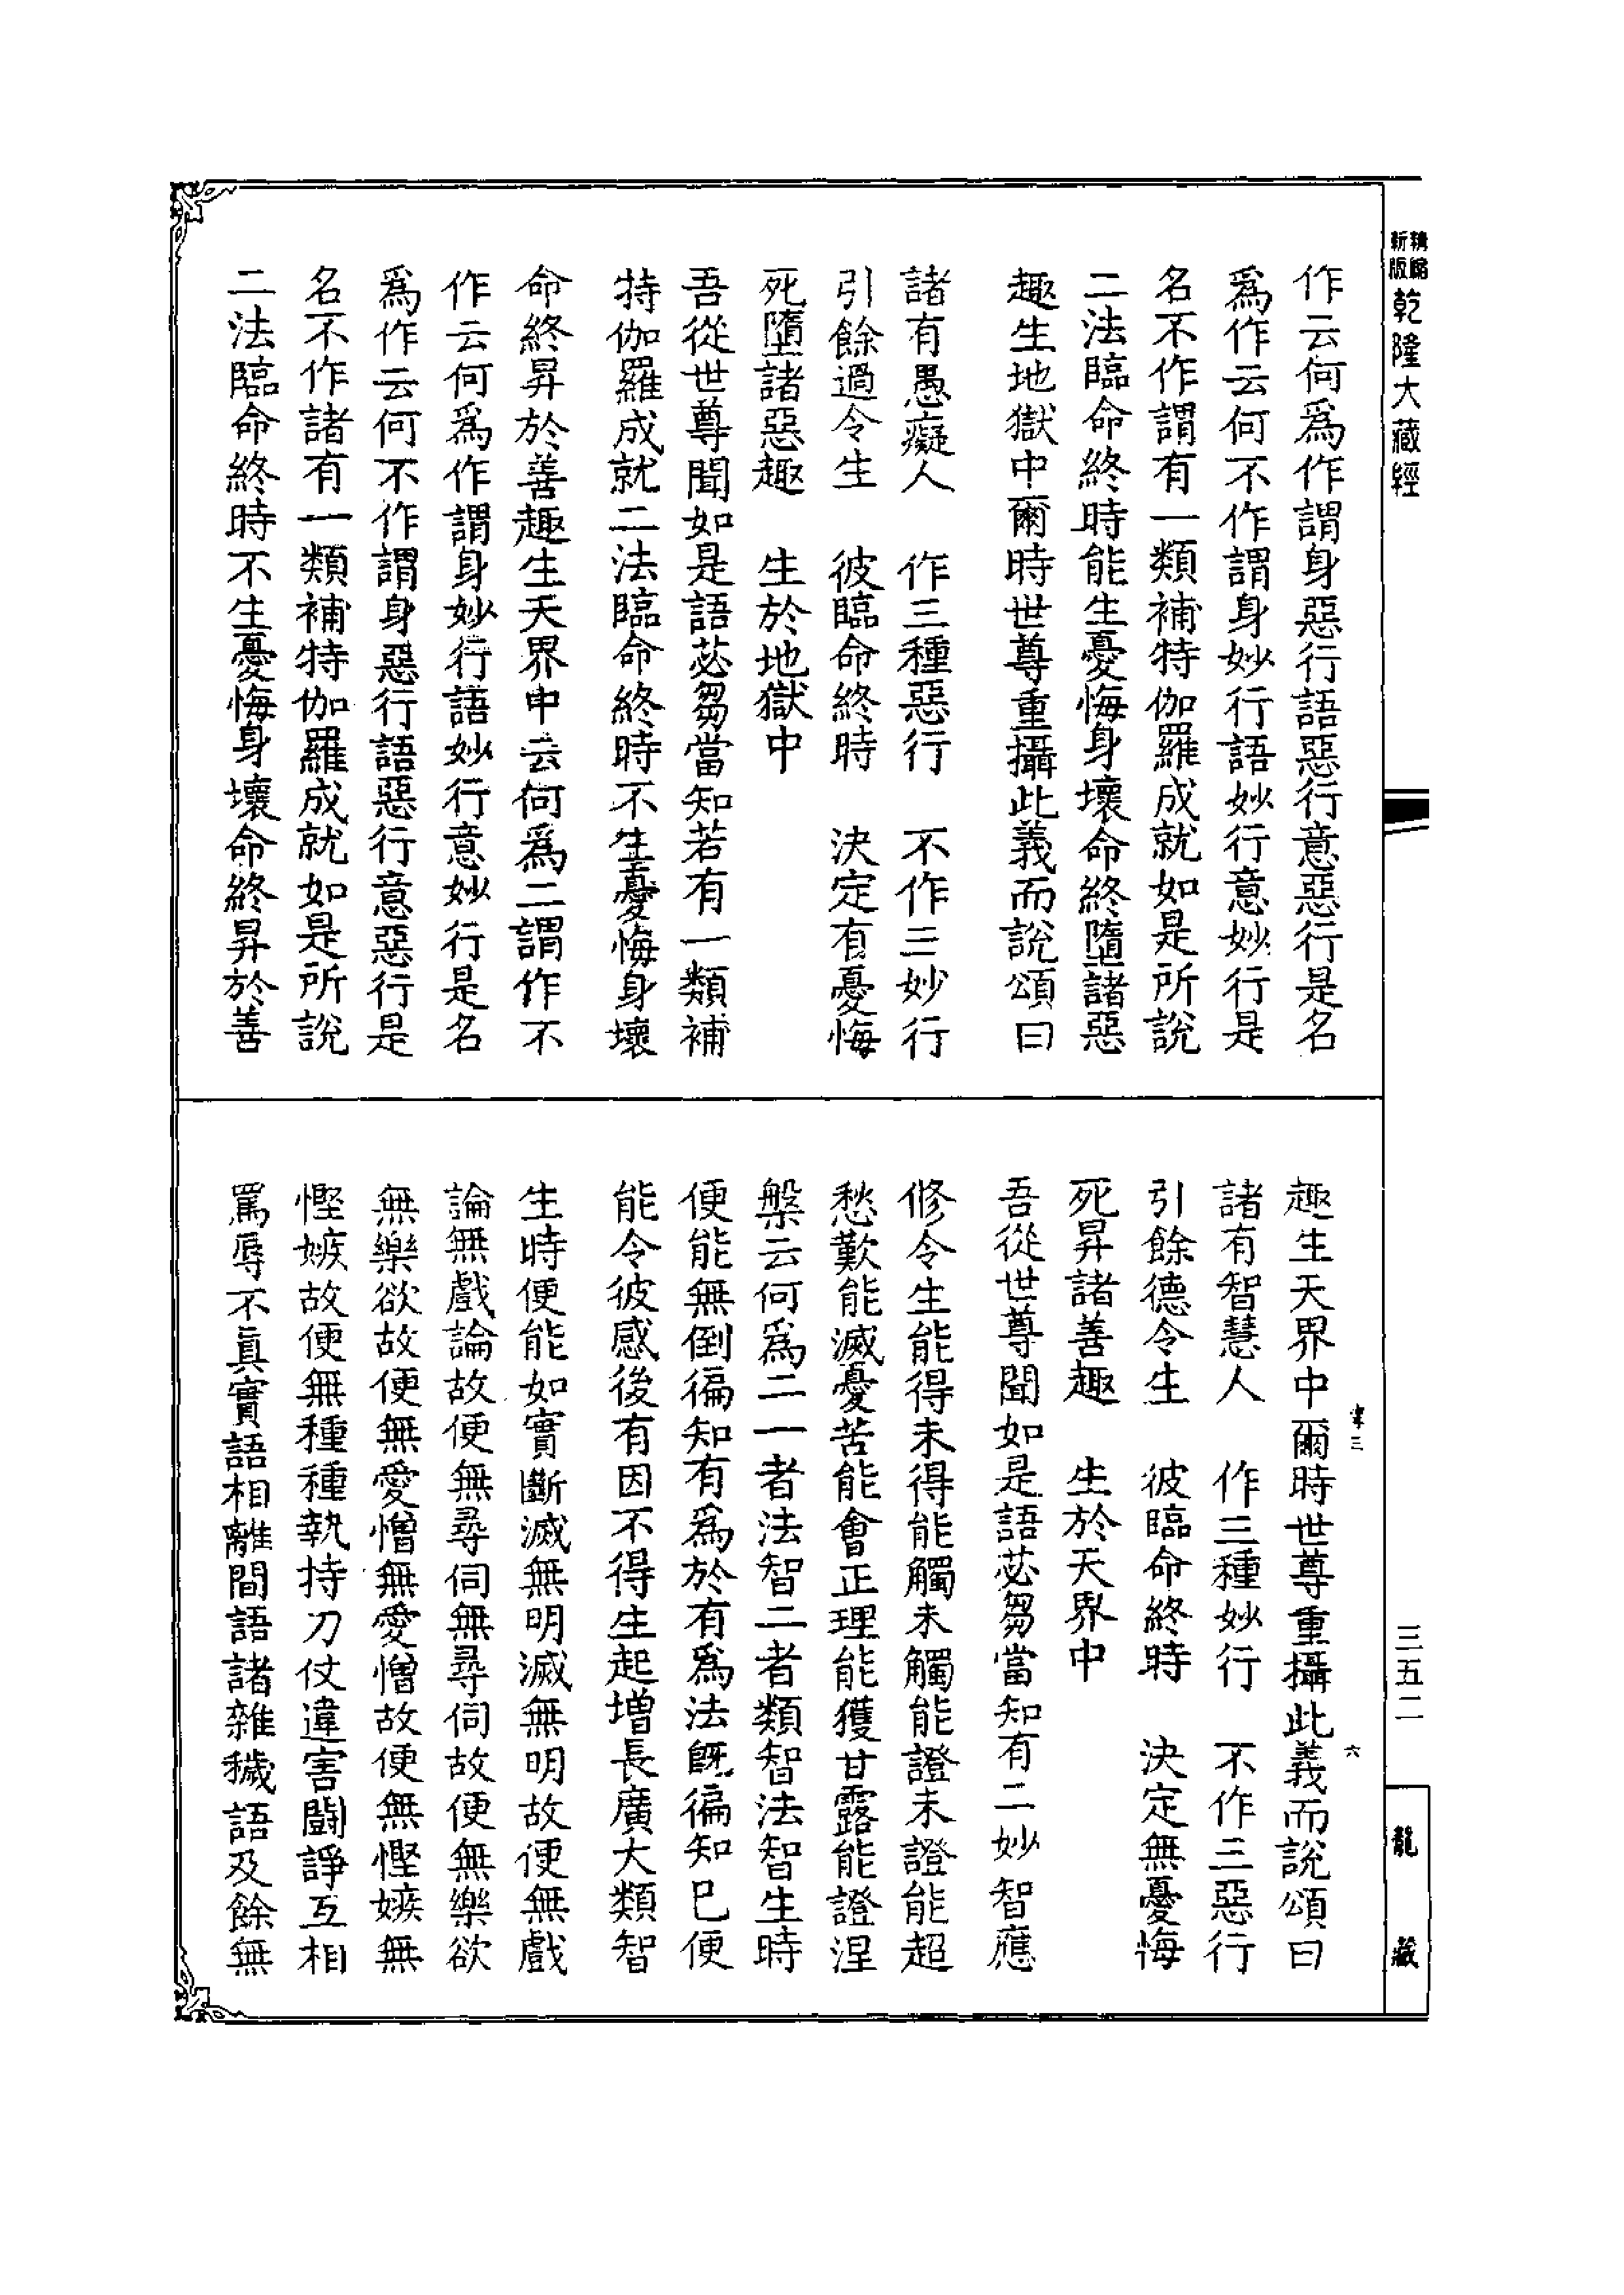 新版
精縮
乾隆大藏經
作云何爲作謂身惡行語惡行意惡行是名
爲作云何不作謂身妙行語妙行意妙行是
名不作謂有一類補特伽羅成就如是所説
二法臨命終時能生憂悔身壞命終墮諸惡
趣生地獄中爾時世尊重攝此義而説頌曰
諸有愚癡人　作三種惡行　不作三妙行
引餘過令生　彼臨命終時　決定有憂悔
死墮諸惡趣　生於地獄中
吾從世尊聞如是語苾芻當知若有一類補
特伽羅成就二法臨命終時不生憂悔身壞
命終昇於善趣生天界中云何爲二謂作不
作云何爲作謂身妙行語妙行意妙行是名
爲作云何不作謂身惡行語惡行意惡行是
名不作諸有一類補特伽羅成就如是所説
二法臨命終時不生憂悔身壞命終昇於善
趣生天界中爾時世尊重攝此義而説頌曰
諸有智慧人　作三種妙行　不作三惡行
引餘德令生　彼臨命終時　決定無憂悔
死昇諸善趣　生於天界中
吾從世尊聞如是語苾芻當知有二妙智應
修令生能得未得能觸未觸能證未證能超
愁歎能滅憂苦能會正理能獲甘露能證涅
槃云何爲二一者法智二者類智法智生時
便能無倒徧知有爲於有爲法旣徧知已便
能令彼感後有因不得生起增長廣大類智
生時便能如實斷滅無明滅無明故便無戲
論無戲論故便無尋伺無尋伺故便無樂欲
無樂欲故便無愛憎無愛憎故便無慳嫉無
慳嫉故便無種種執持刀仗違害鬪諍互相
罵辱不眞實語相離間語諸雜穢語及餘無
三
六
三五二
龍藏